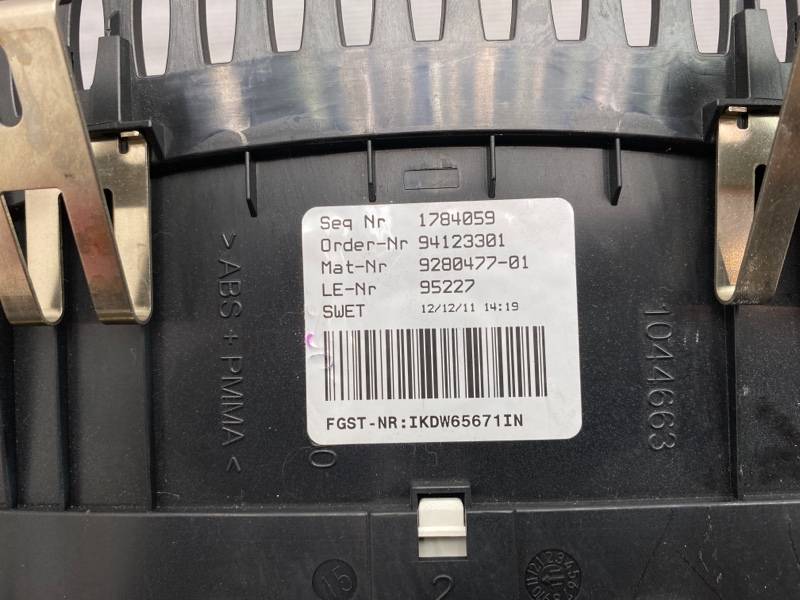 Seq Nr 1784059
Order-Nr 94123301
Mat-Nr 9280477-01
LE-Nr 95227
SWET 12/12/11 14:19
FGST-NR:IKDW65671IN
> ABS + PMMA <
1044663
2